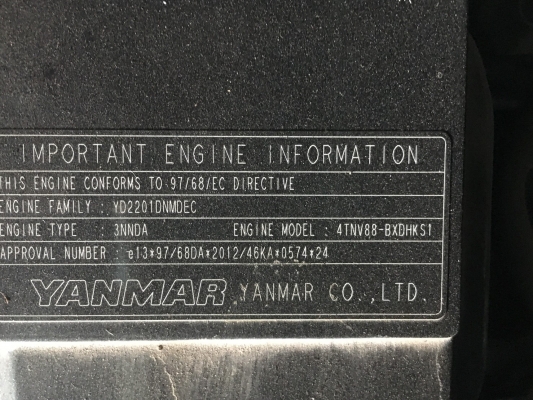 IMPORTANT ENGINE INFORMATION
THIS ENGINE CONFORMS TO 97/68/EC DIRECTIVE
ENGINE FAMILY : YD2201DNMDEC
ENGINE TYPE : 3NNDA ENGINE MODEL : 4TNV88-BXDHKS1
APPROVAL NUMBER : e13*97/68DA*2012/46KA*0574*24
YANMAR YANMAR CO.,LTD.